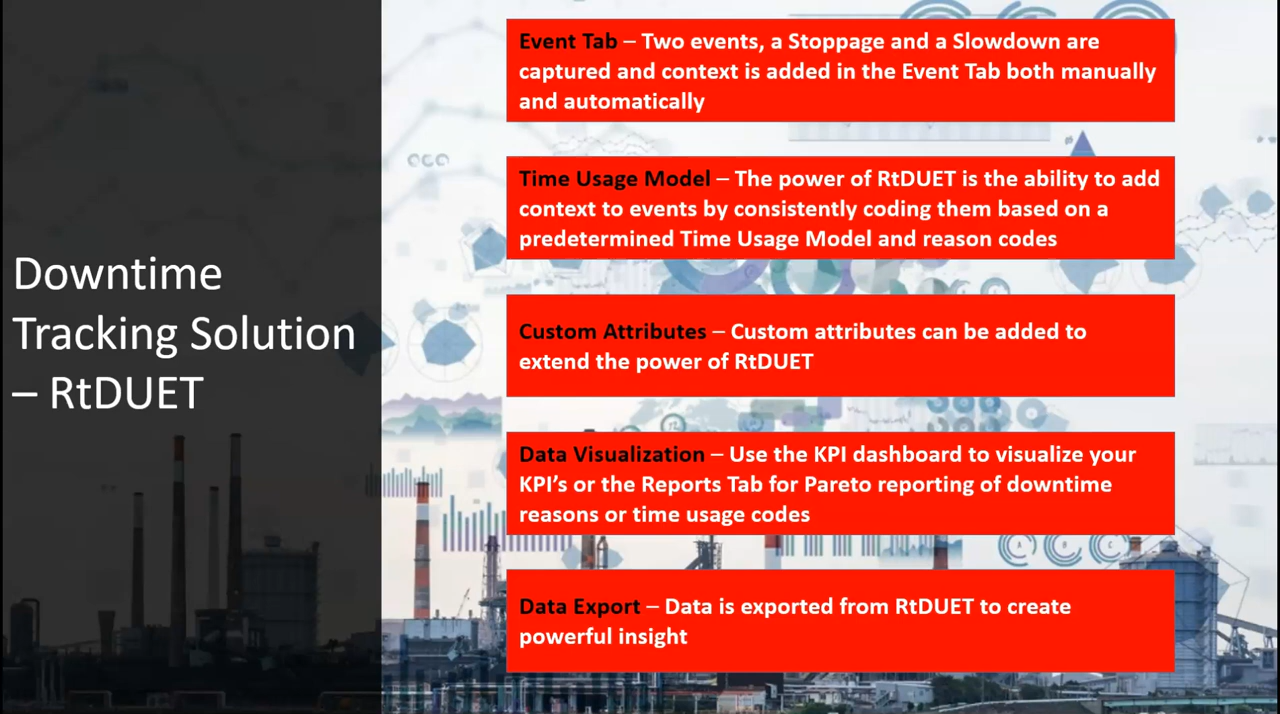 Downtime
Tracking Solution
– RtDUET
Event Tab – Two events, a Stoppage and a Slowdown are
captured and context is added in the Event Tab both manually
and automatically
Time Usage Model – The power of RtDUET is the ability to add
context to events by consistently coding them based on a
predetermined Time Usage Model and reason codes
Custom Attributes – Custom attributes can be added to
extend the power of RtDUET
Data Visualization – Use the KPI dashboard to visualize your
KPI’s or the Reports Tab for Pareto reporting of downtime
reasons or time usage codes
Data Export – Data is exported from RtDUET to create
powerful insight
A B C